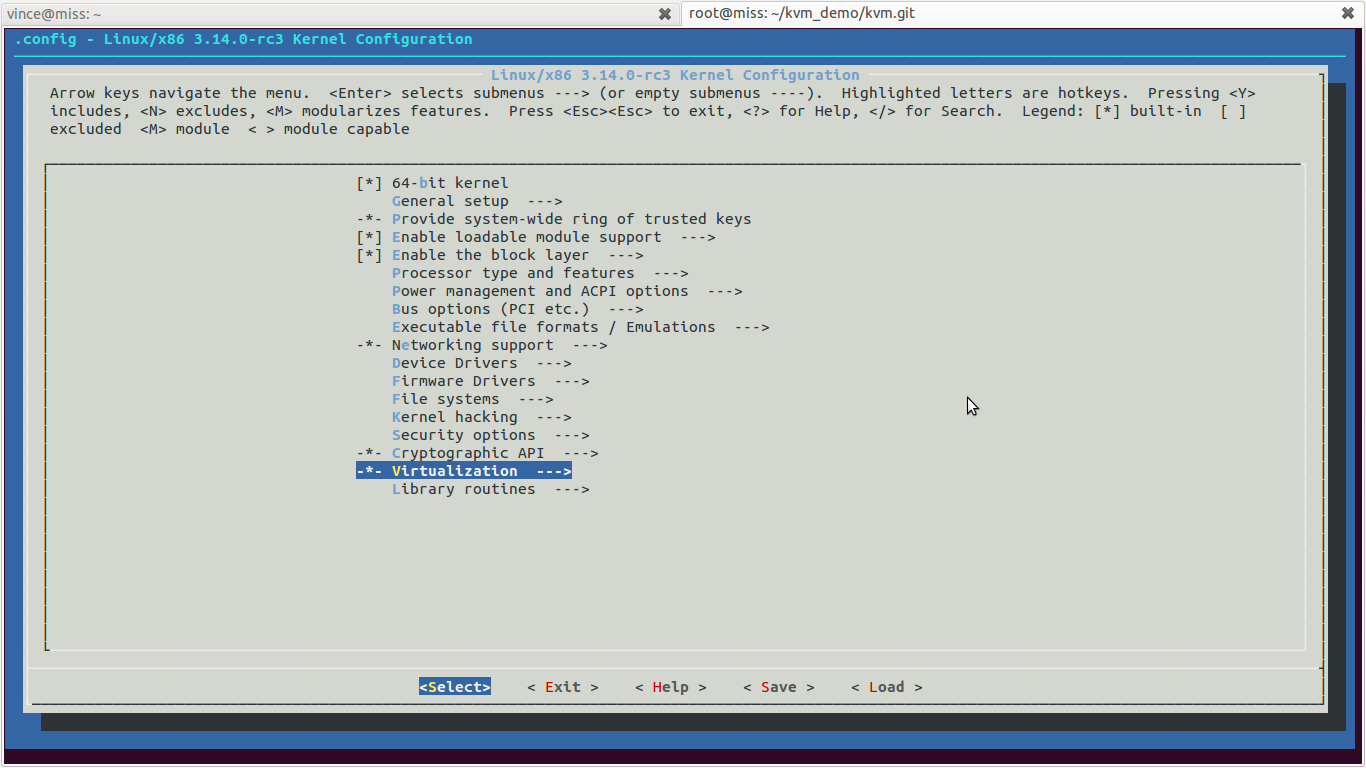 vince@miss: ~
root@miss: ~/kvm_demo/kvm.git
.config - Linux/x86 3.14.0-rc3 Kernel Configuration
Linux/x86 3.14.0-rc3 Kernel Configuration
Arrow keys navigate the menu.  <Enter> selects submenus ---> (or empty submenus ----).  Highlighted letters are hotkeys.  Pressing <Y>
includes, <N> excludes, <M> modularizes features.  Press <Esc><Esc> to exit, <?> for Help, </> for Search.  Legend: [*] built-in  [ ]
excluded  <M> module  < > module capable
[*] 64-bit kernel
General setup  --->
-*- Provide system-wide ring of trusted keys
[*] Enable loadable module support  --->
[*] Enable the block layer  --->
Processor type and features  --->
Power management and ACPI options  --->
Bus options (PCI etc.)  --->
Executable file formats / Emulations  --->
-*- Networking support  --->
Device Drivers  --->
Firmware Drivers  --->
File systems  --->
Kernel hacking  --->
Security options  --->
-*- Cryptographic API  --->
-*- Virtualization  --->
Library routines  --->
<Select>    < Exit >    < Help >    < Save >    < Load >